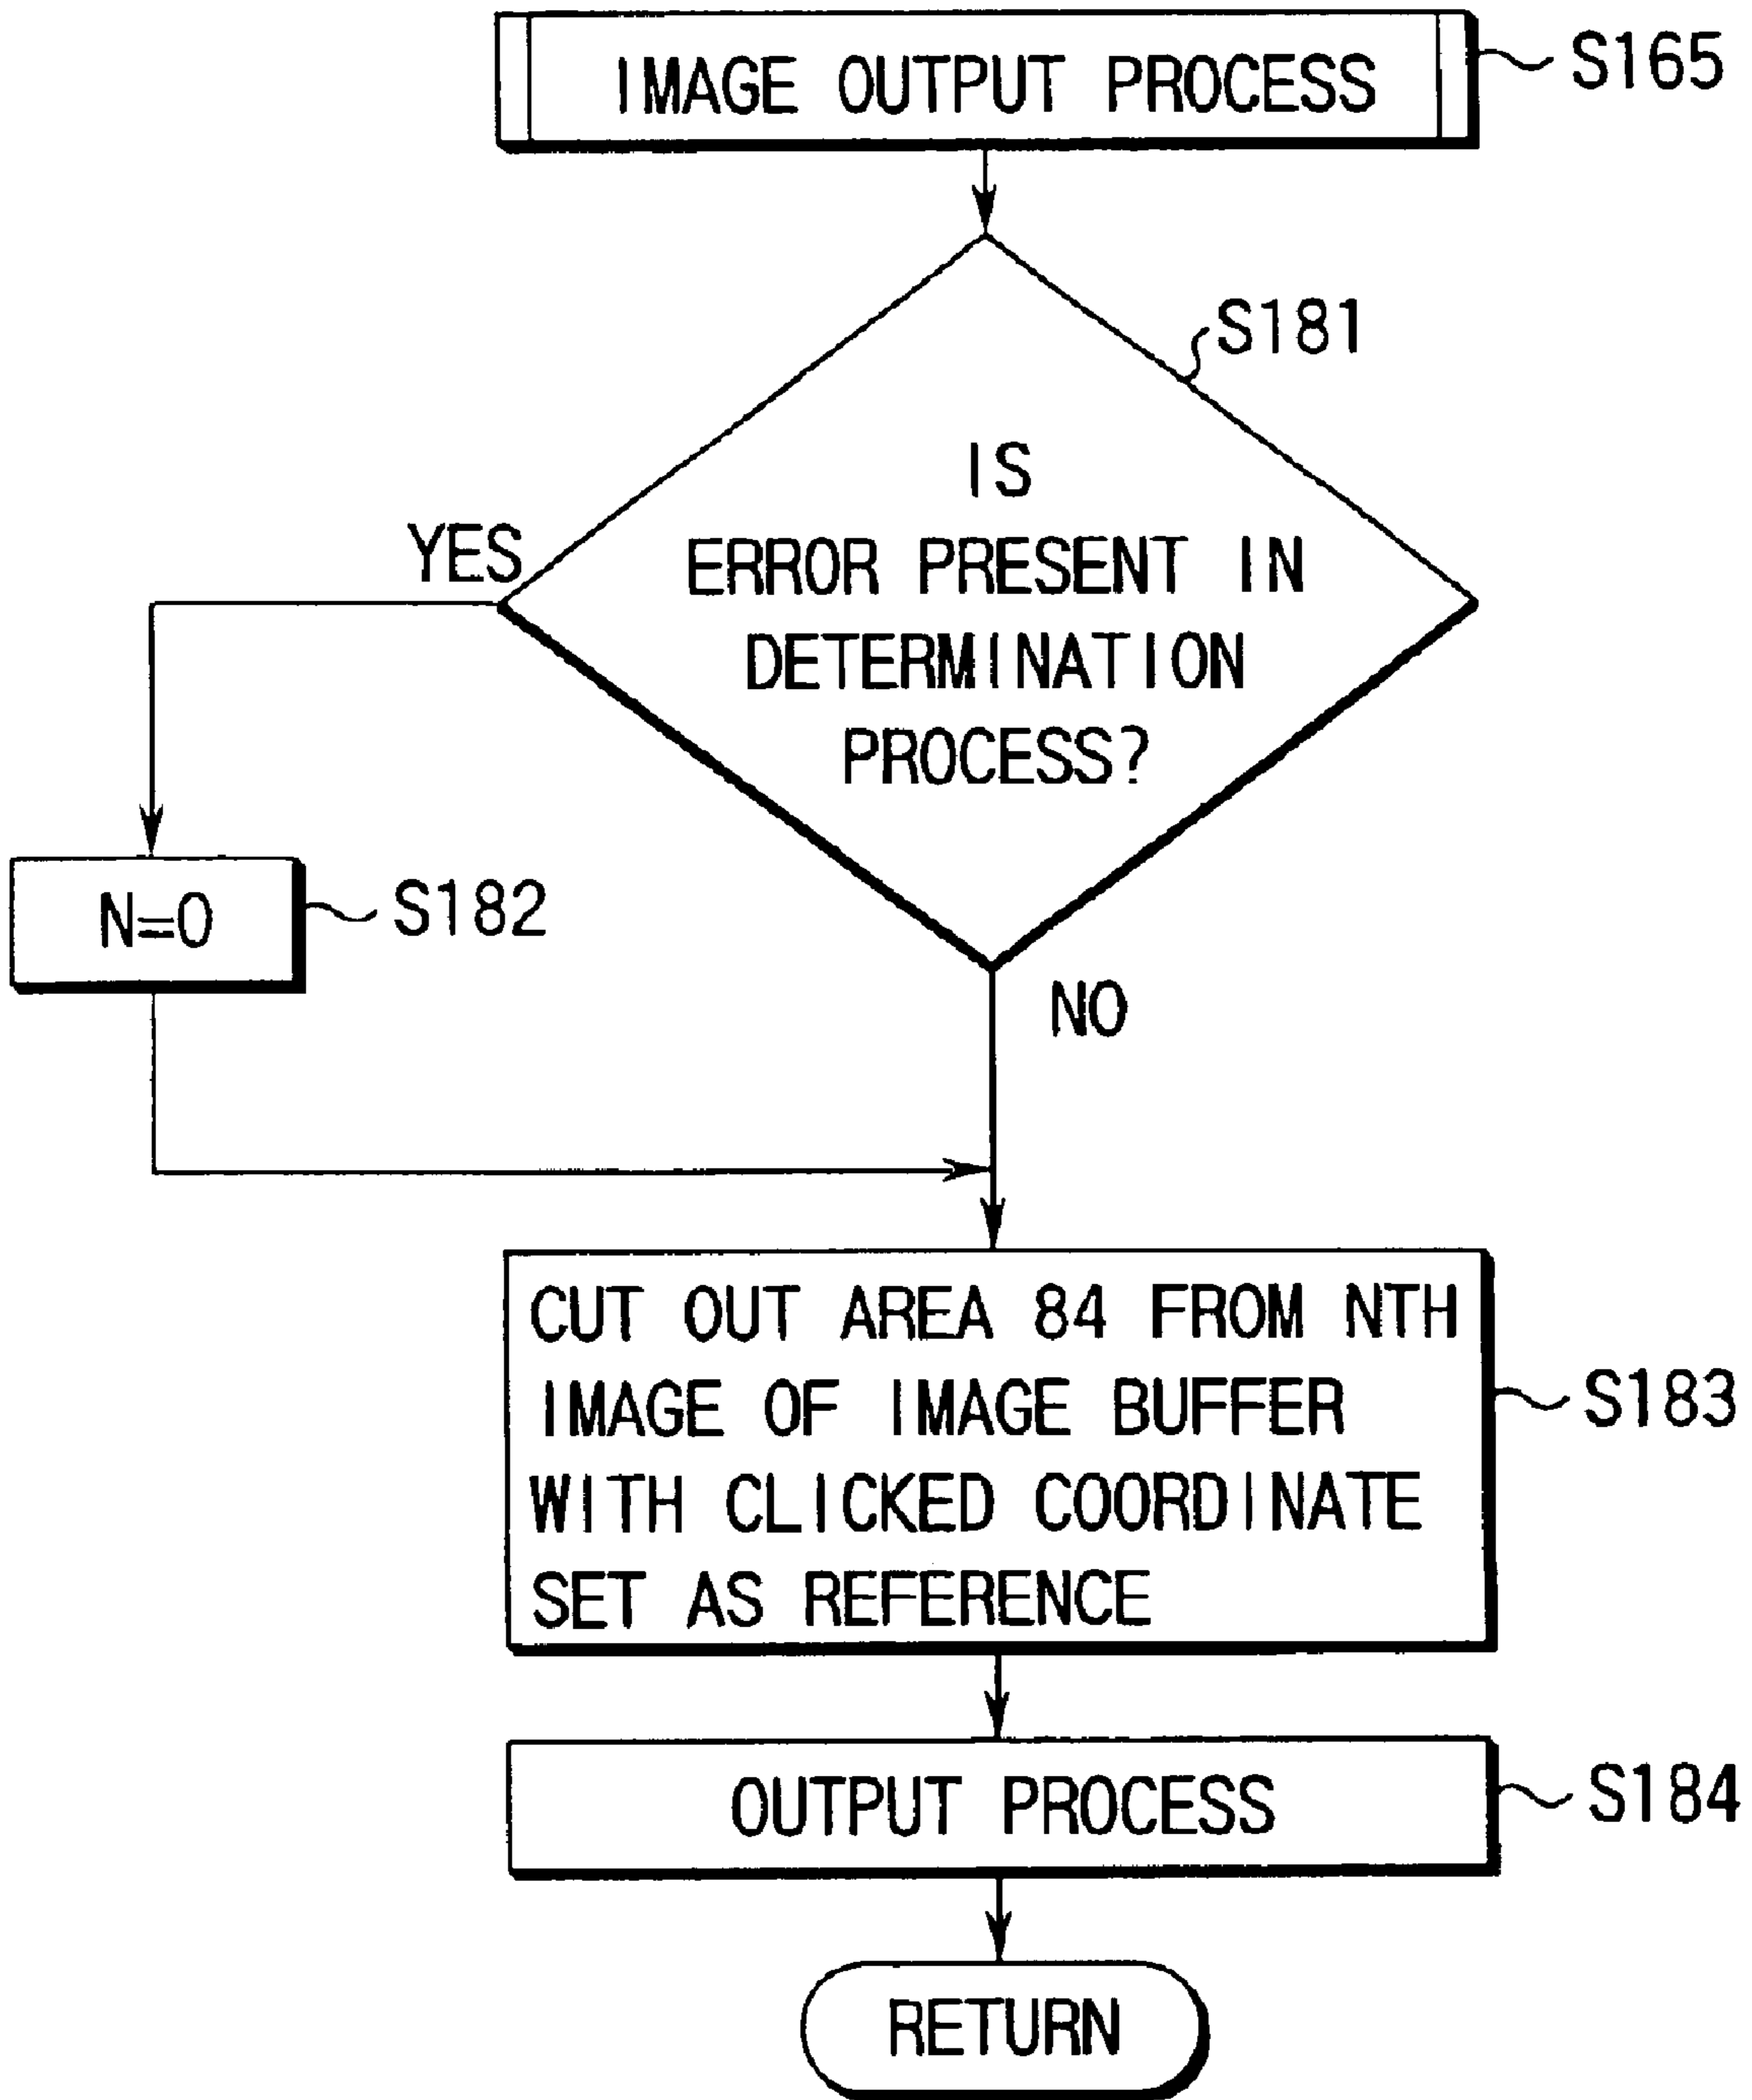 IMAGE OUTPUT PROCESS
S165
S181
IS
ERROR PRESENT IN
DETERMINATION
PROCESS?
YES
N=0
S182
NO
CUT OUT AREA 84 FROM NTH
IMAGE OF IMAGE BUFFER
WITH CLICKED COORDINATE
SET AS REFERENCE
S183
OUTPUT PROCESS
S184
RETURN